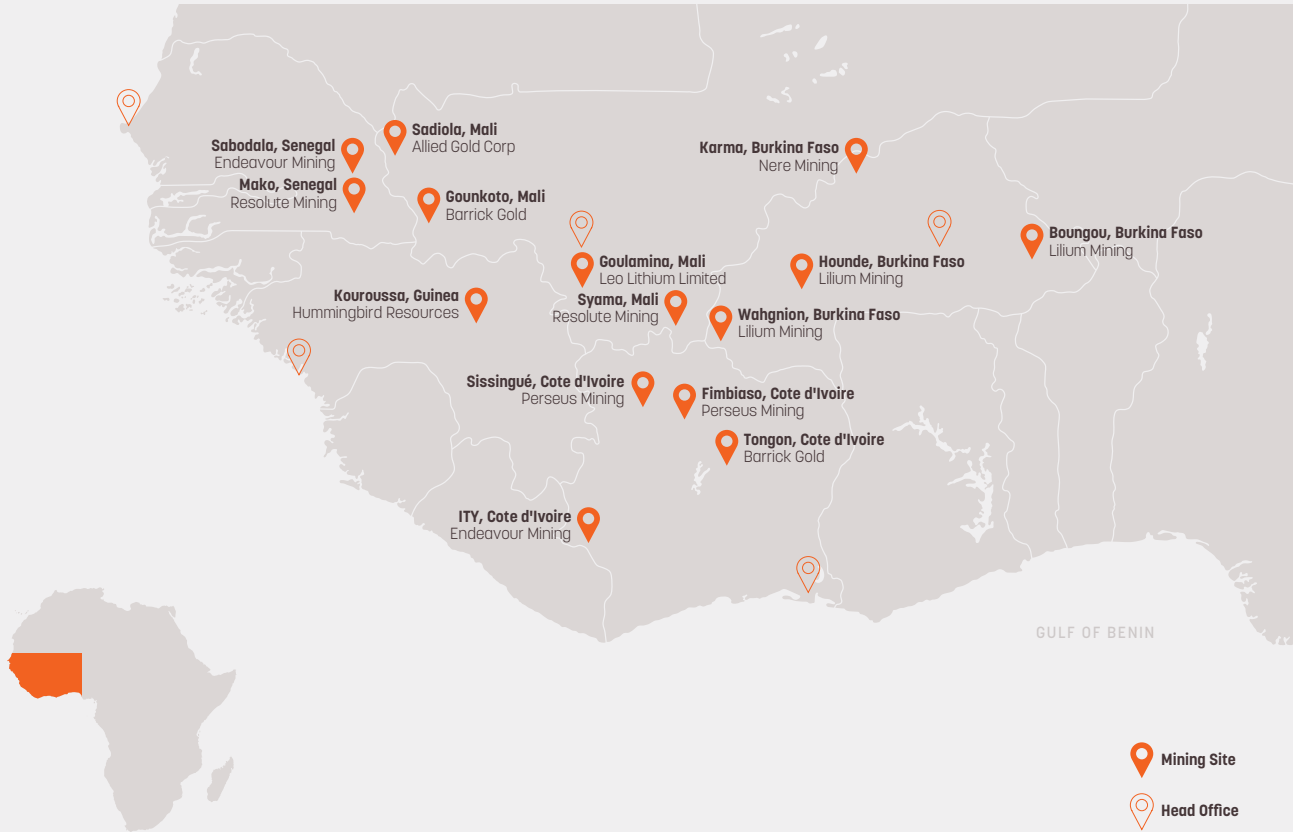 Sadiola, Mali
Allied Gold Corp
Sabodala, Senegal
Endeavour Mining
Karma, Burkina Faso
Nere Mining
Mako, Senegal
Resolute Mining
Gounkoto, Mali
Barrick Gold
Boungou, Burkina Faso
Lilium Mining
Goulamina, Mali
Leo Lithium Limited
Hounde, Burkina Faso
Lilium Mining
Kouroussa, Guinea
Hummingbird Resources
Syama, Mali
Resolute Mining
Wahgnion, Burkina Faso
Lilium Mining
Sissingué, Cote d'Ivoire
Perseus Mining
Fimbiaso, Cote d'Ivoire
Perseus Mining
Tongon, Cote d'Ivoire
Barrick Gold
ITY, Cote d'Ivoire
Endeavour Mining
GULF OF BENIN
Mining Site
Head Office